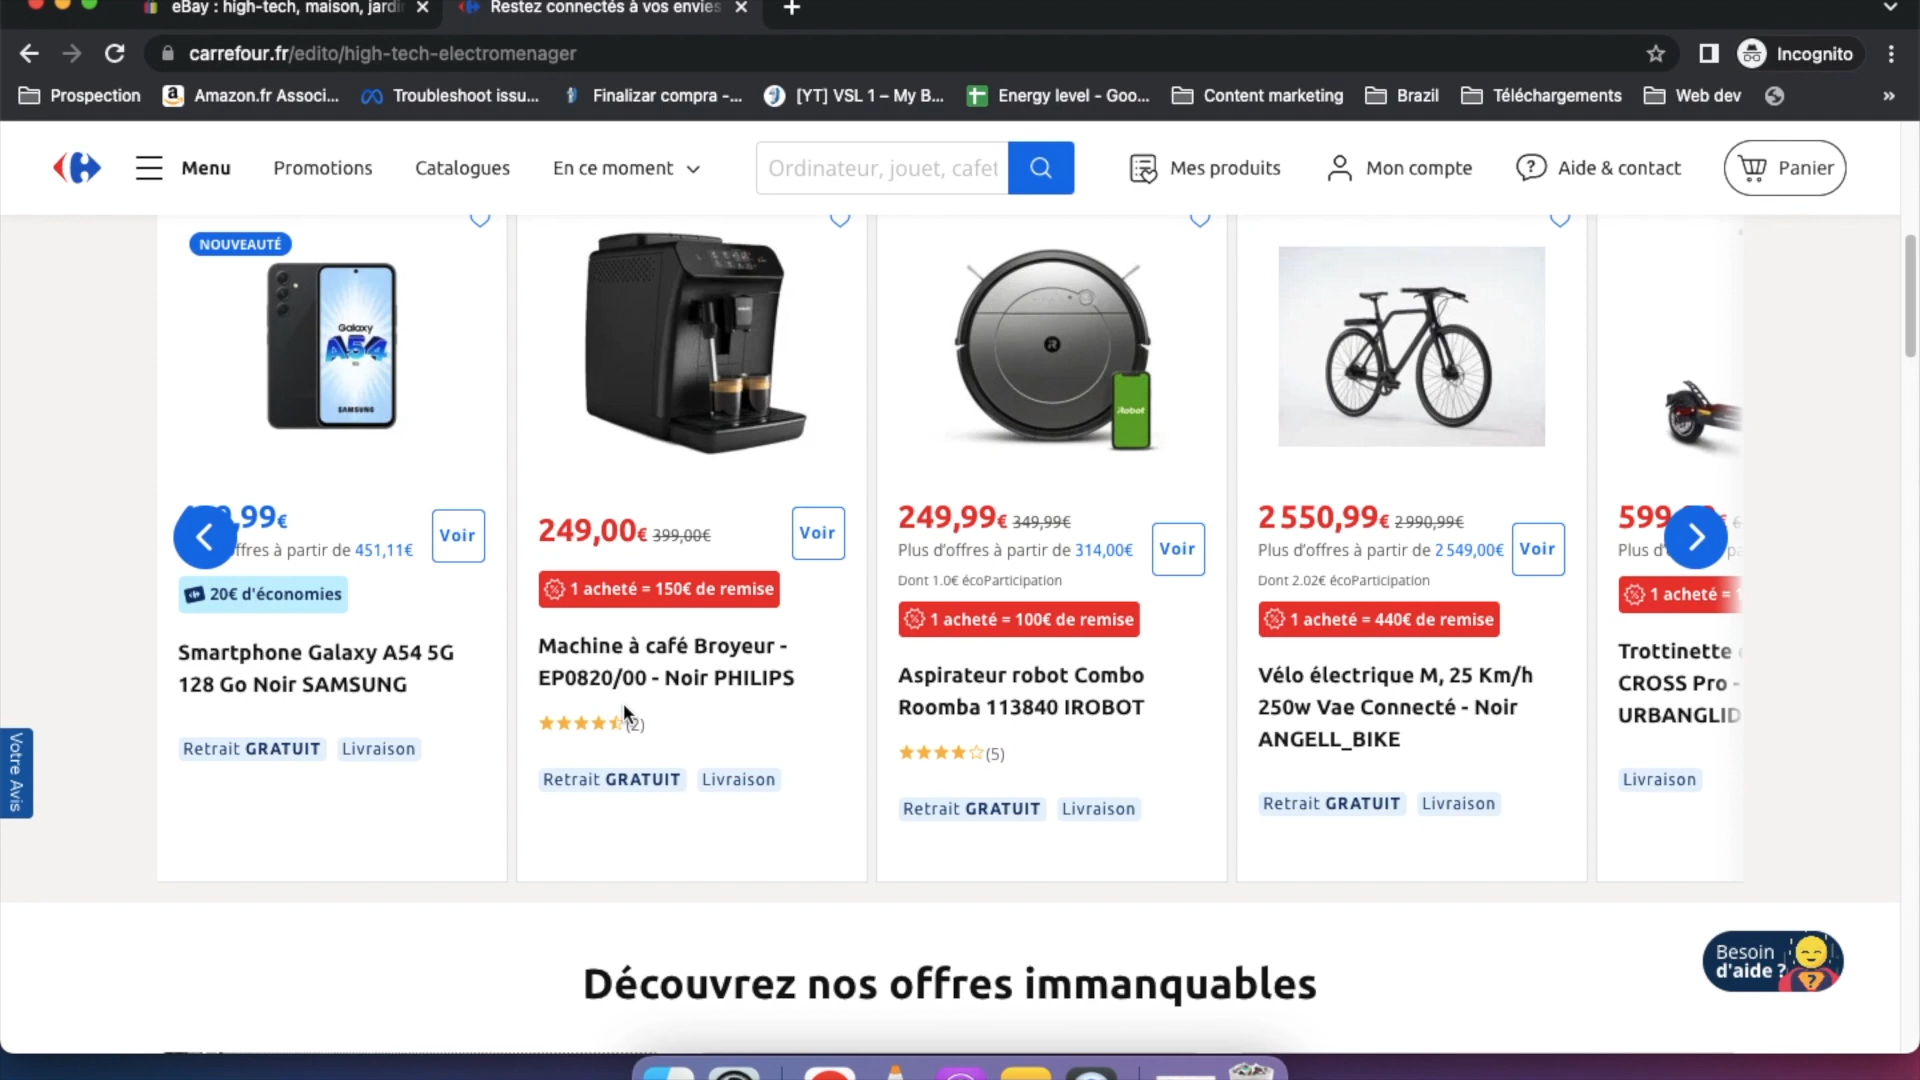 eBay : high-tech, maison, jardi
Restez connectés à vos envies
carrefour.fr/edito/high-tech-electromenager
Incognito
Prospection
Amazon.fr Associ...
Troubleshoot issu...
Finalizar compra -...
[YT] VSL 1 – My B...
Energy level - Goo...
Content marketing
Brazil
Téléchargements
Web dev
»
Menu
Promotions
Catalogues
En ce moment
Ordinateur, jouet, cafet
Mes produits
Mon compte
Aide & contact
Panier
NOUVEAUTÉ
Galaxy
A54
5G
SAMSUNG
,99€
ffres à partir de 451,11€
Voir
20€ d'économies
Smartphone Galaxy A54 5G
128 Go Noir SAMSUNG
Retrait GRATUIT
Livraison
249,00€ 399,00€
Voir
1 acheté = 150€ de remise
Machine à café Broyeur -
EP0820/00 - Noir PHILIPS
(2)
Retrait GRATUIT
Livraison
iRobot
249,99€ 349,99€
Plus d'offres à partir de 314,00€
Voir
Dont 1.0€ écoParticipation
1 acheté = 100€ de remise
Aspirateur robot Combo
Roomba 113840 IROBOT
(5)
Retrait GRATUIT
Livraison
2 550,99€ 2 990,99€
Plus d'offres à partir de 2 549,00€
Voir
Dont 2.02€ écoParticipation
1 acheté = 440€ de remise
Vélo électrique M, 25 Km/h
250w Vae Connecté - Noir
ANGELL_BIKE
Retrait GRATUIT
Livraison
599
Plus d'
1 acheté =
Trottinette
CROSS Pro -
URBANGLID
Livraison
Votre Avis
Découvrez nos offres immanquables
Besoin
d'aide ?